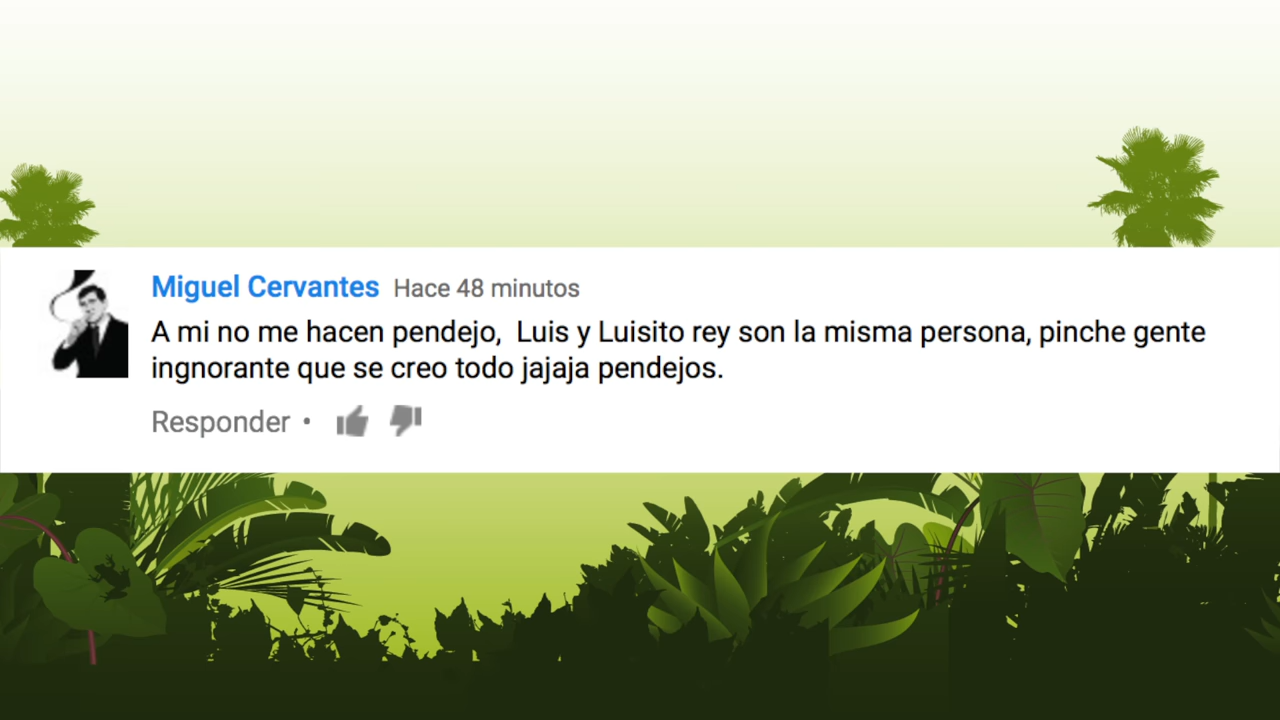 Miguel Cervantes Hace 48 minutos
A mi no me hacen pendejo, Luis y Luisito rey son la misma persona, pinche gente
ingnorante que se creo todo jajaja pendejos.
Responder •